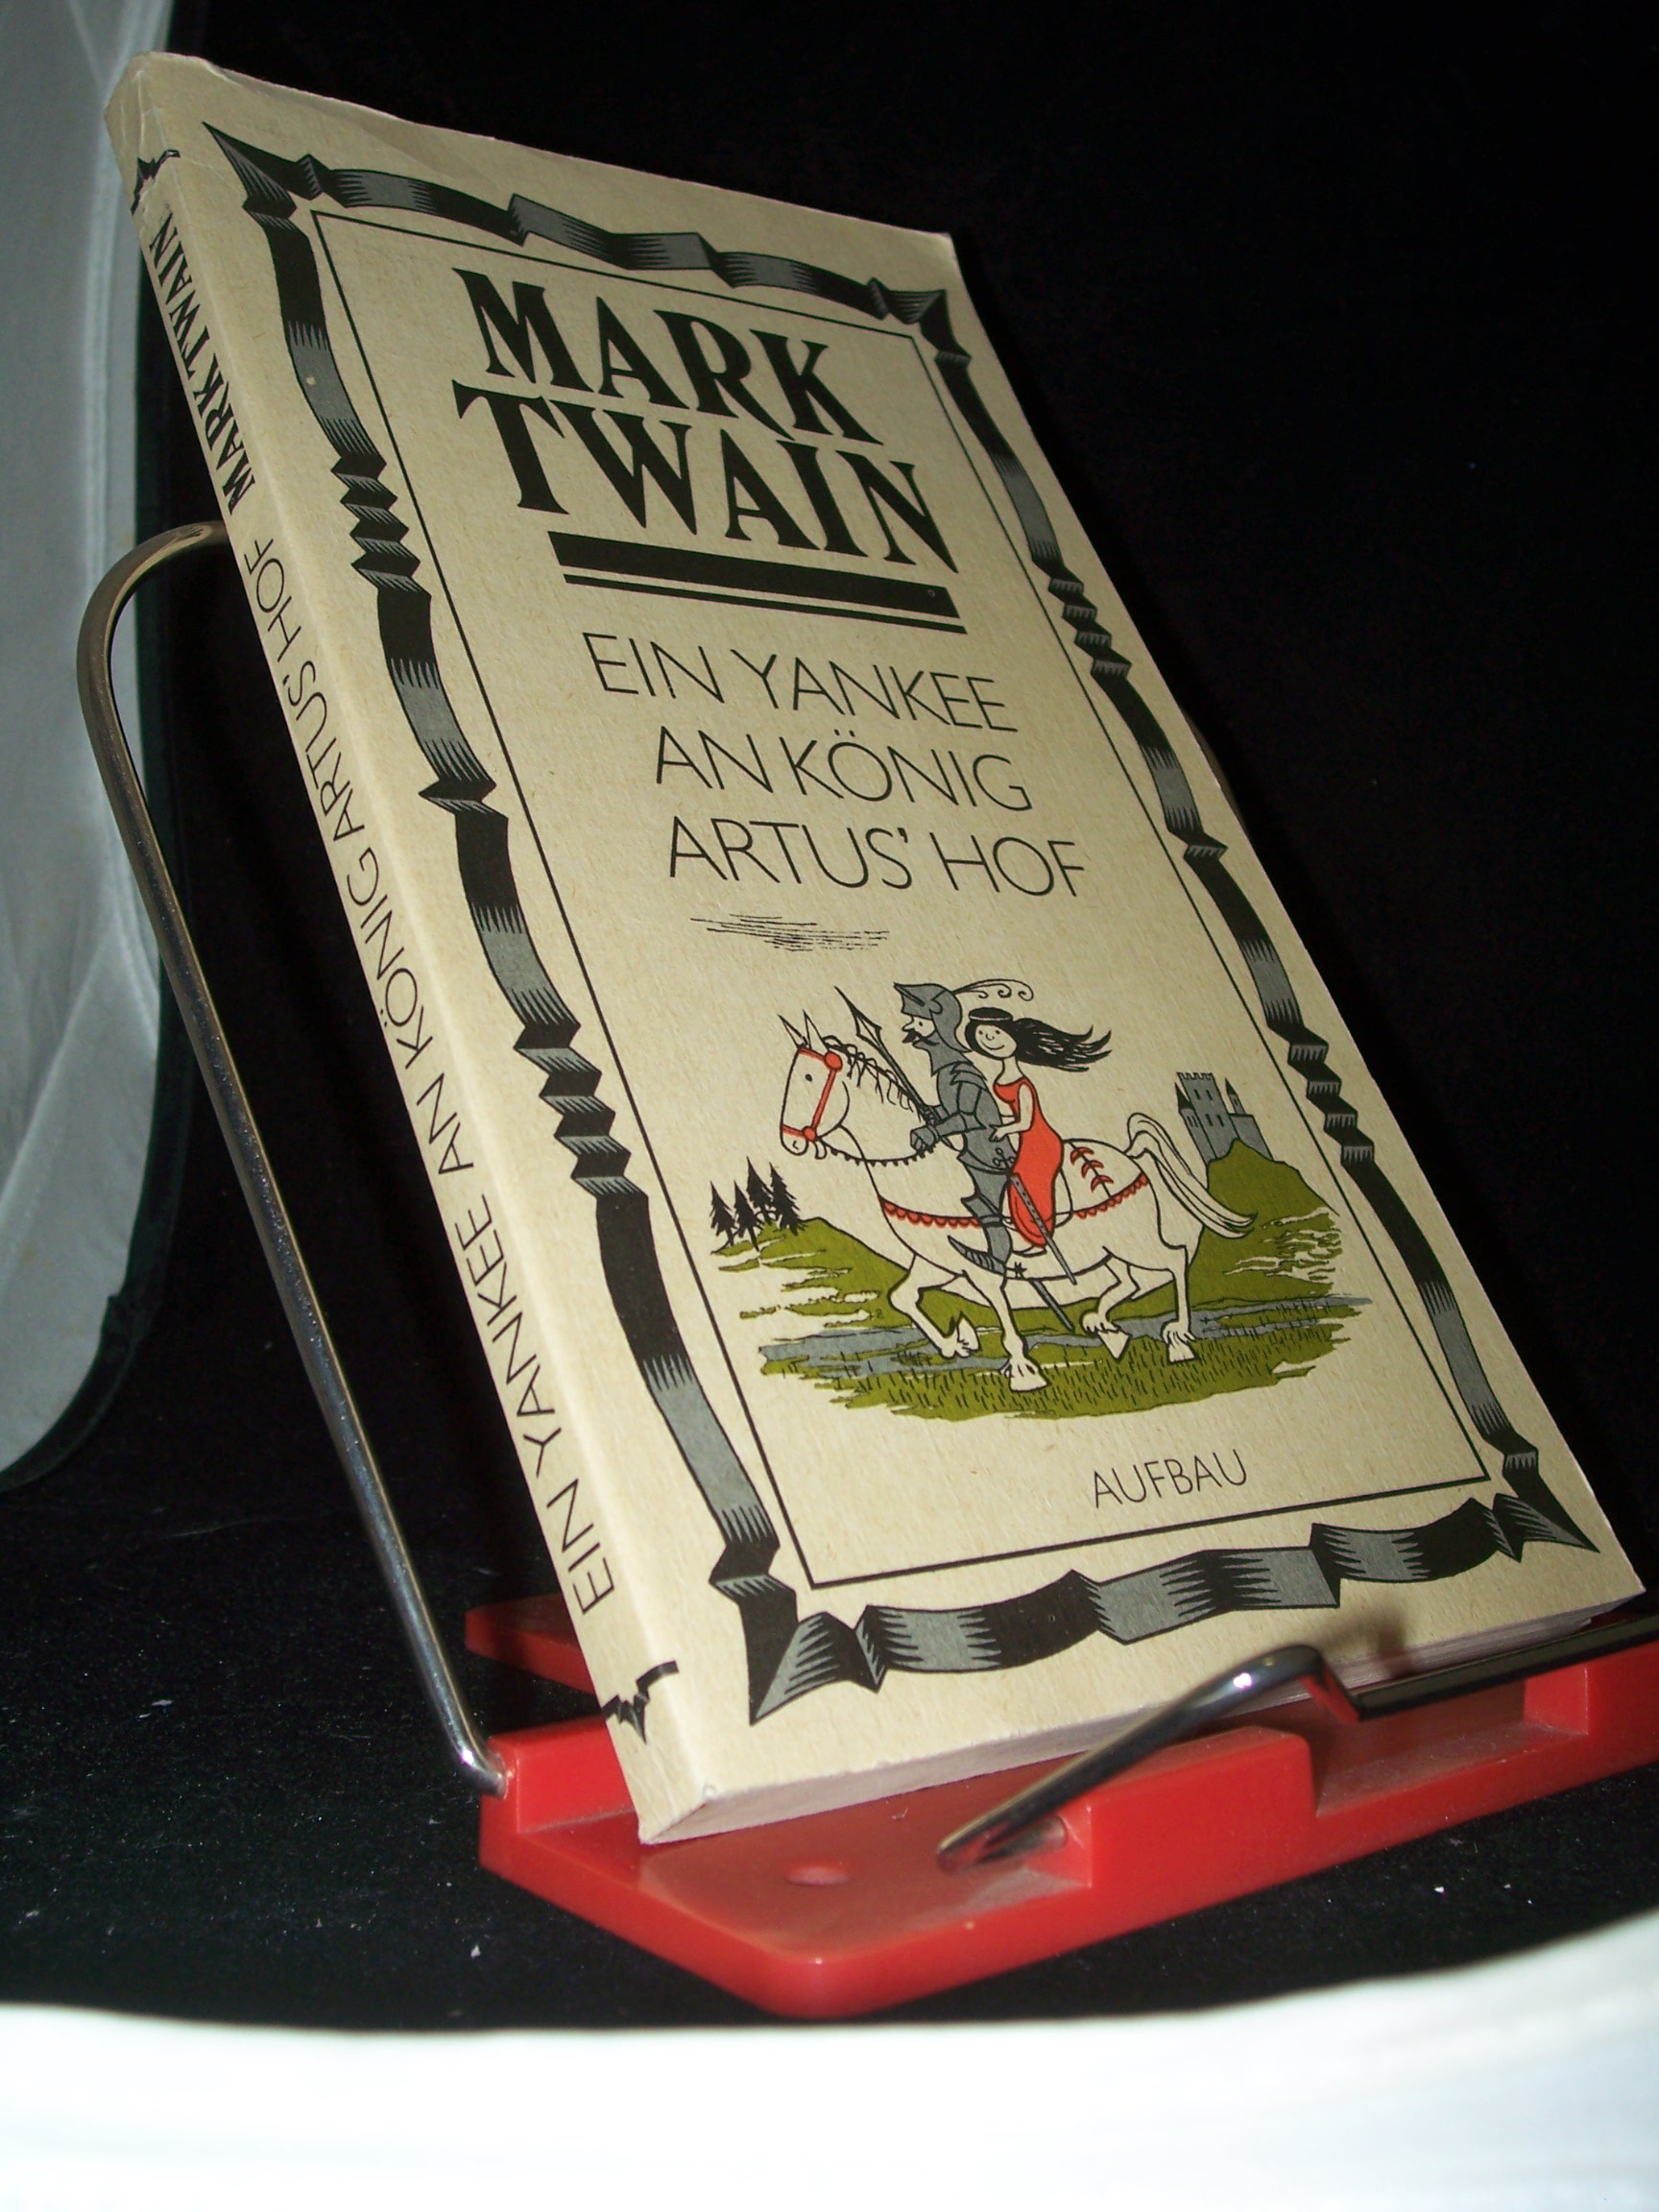 MARK
TWAIN
EIN YANKEE
AN KÖNIG
ARTUS' HOF
AUFBAU
EIN YANKEE AN KÖNIG ARTUS' HOF MARK TWAIN